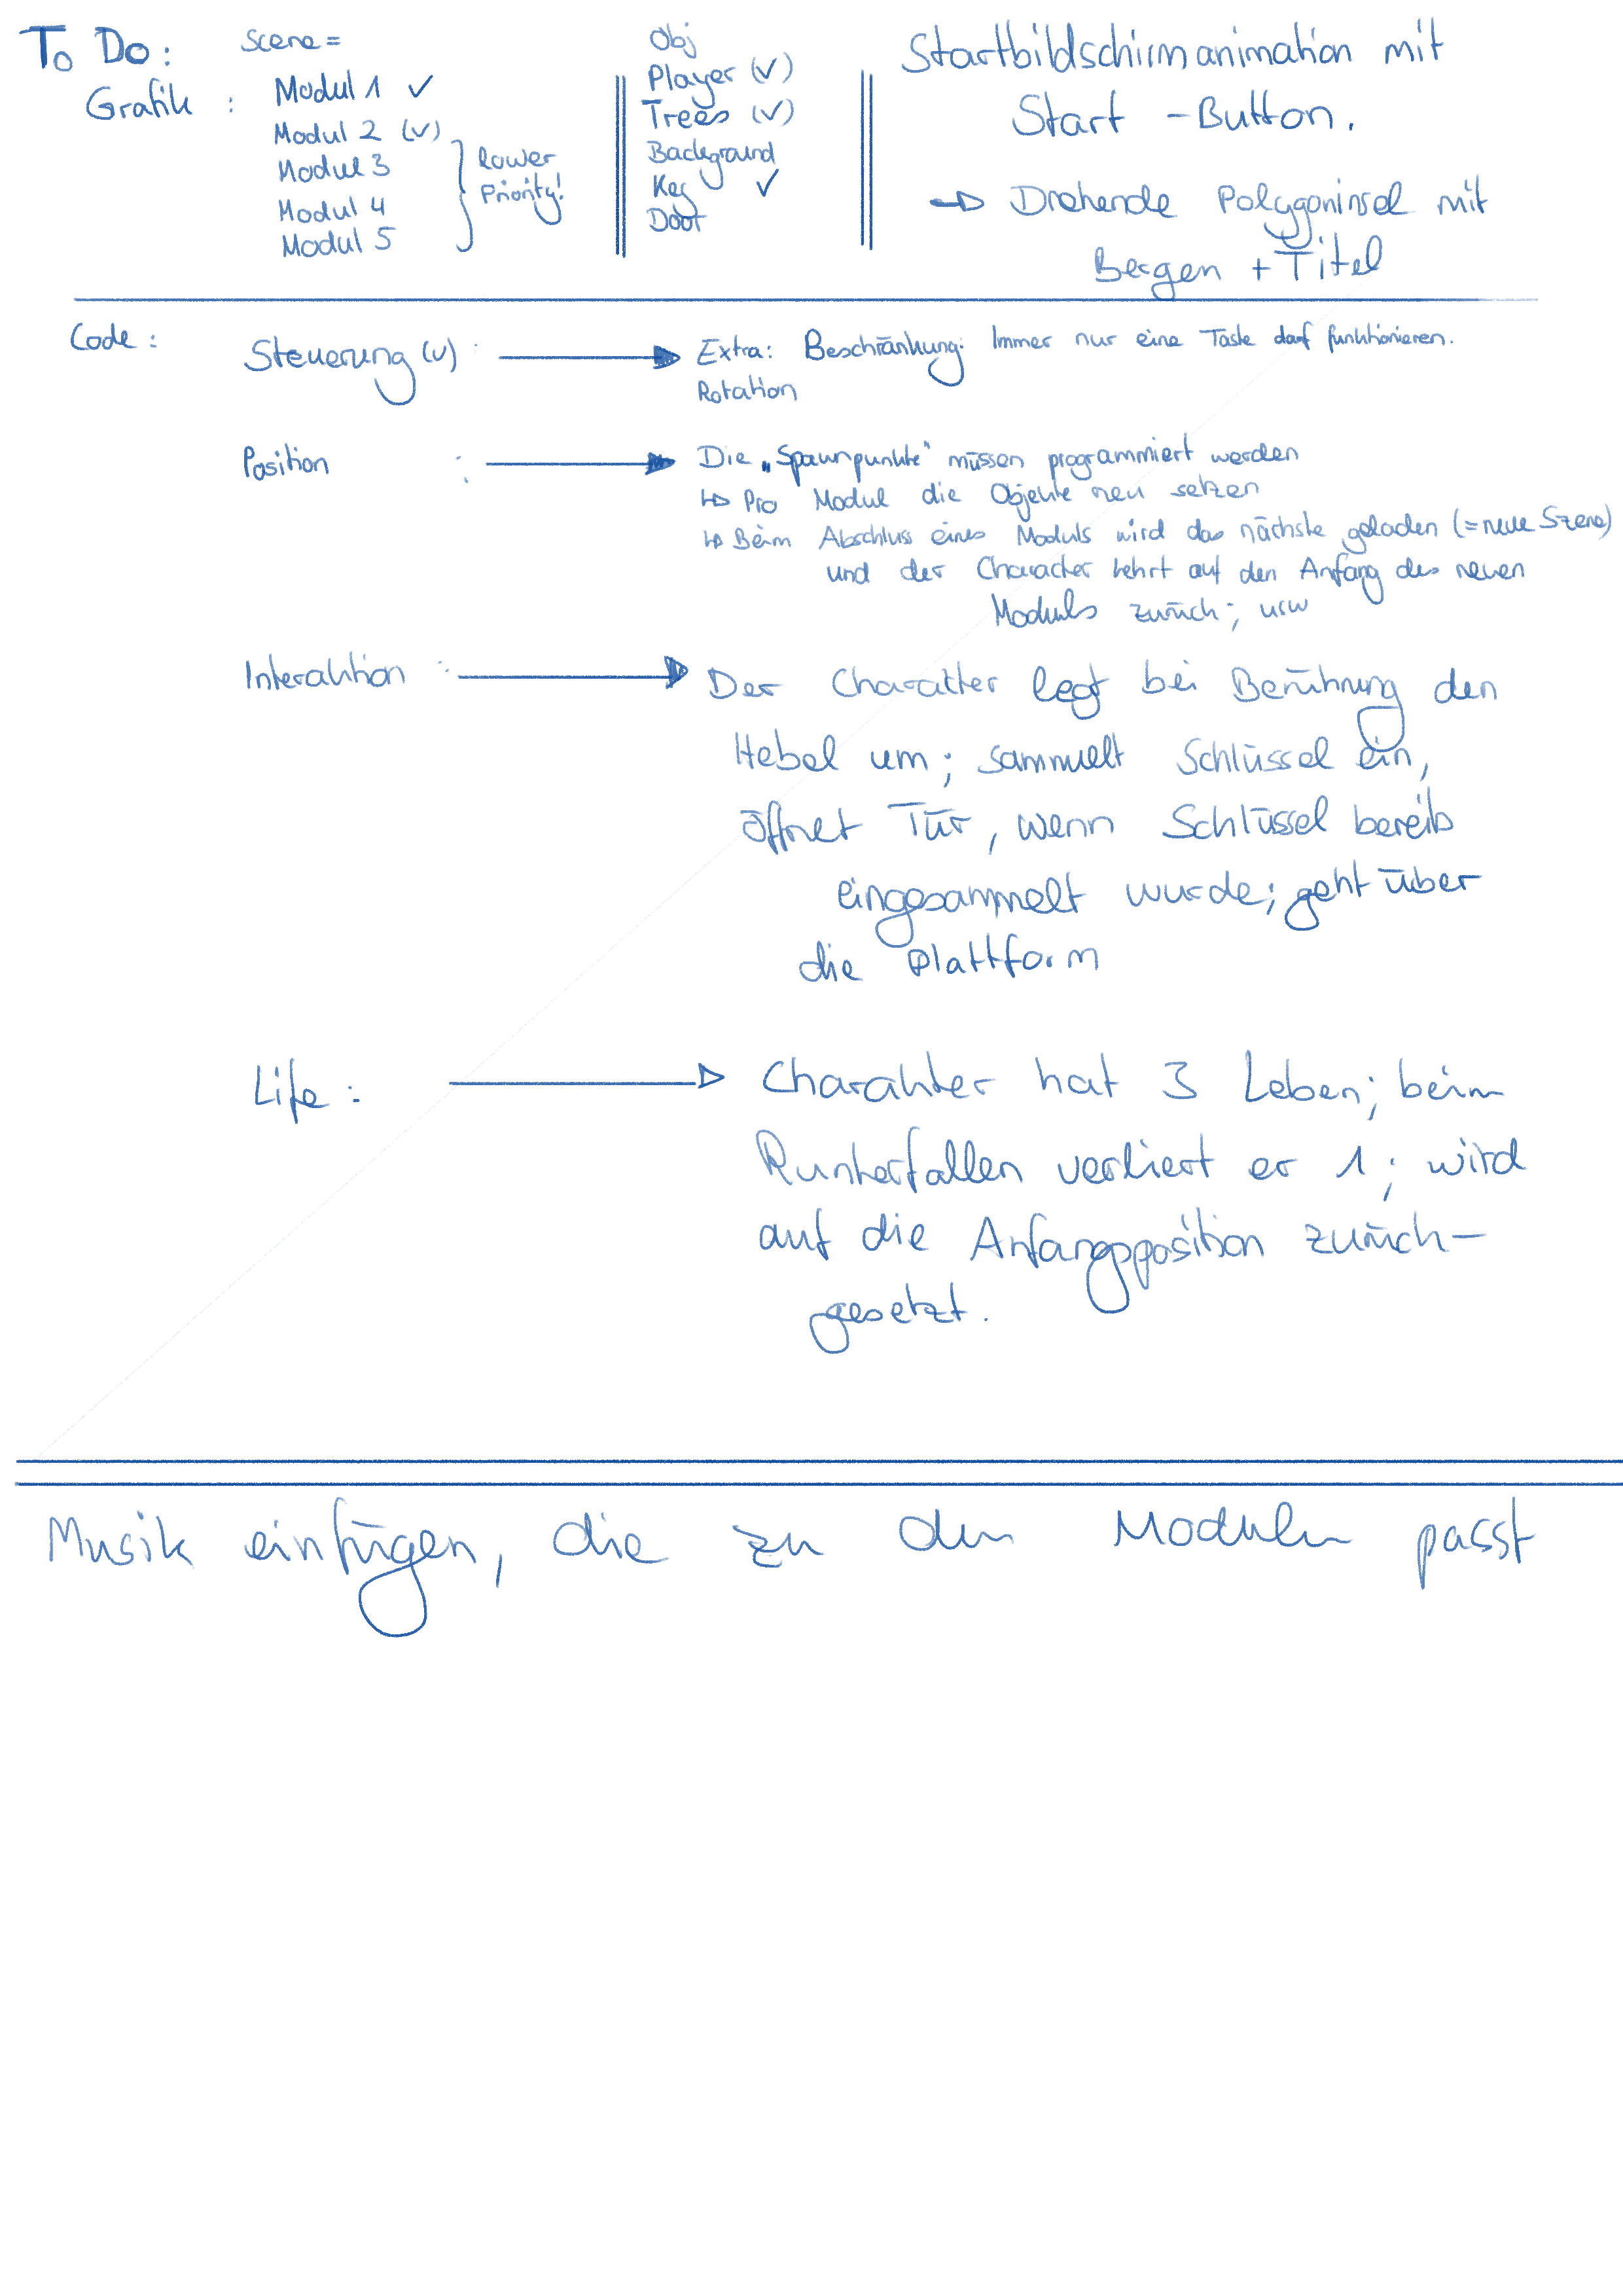 To Do:
Grafik :
Scene =
Modul 1 ✓
Modul 2 (✓)
Modul 3
Modul 4
Modul 5
Lower
Priority!
Obj
Player (✓)
Trees (✓)
Background
Key ✓
Door
Startbildschirmanimation mit
Start - Button.
→ Drehende Polygoninsel mit
Bergen + Titel
Code :
Steuerung (✓) : → Extra: Beschränkung: Immer nur eine Taste darf funktionieren.
Rotation
Position : → Die „Spawnpunkte" müssen programmiert werden
↳ Pro Modul die Objekte neu setzen
↳ Beim Abschluss eines Moduls wird das nächste geladen (= neue Szene)
und der Character kehrt auf den Anfang des neuen
Moduls zurück; usw
Interaktion : → Der Charakter legt bei Berührung den
Hebel um; sammelt Schlüssel ein,
öffnet Tür, wenn Schlüssel bereits
eingesammelt wurde; geht über
die Plattform
Life : → Charakter hat 3 Leben; beim
Runterfallen verliert er 1; wird
auf die Anfangsposition zurück-
gesetzt.
Musik einfügen, die zu den Modulen passt